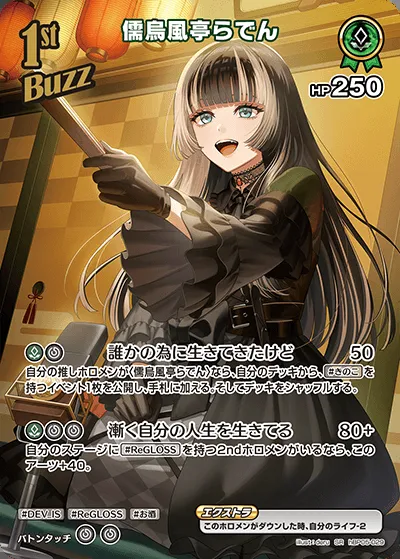 1st
Buzz
儒烏風亭らでん
HP250
誰かの為に生きてきたけど 50
自分の推しホロメンが〈儒烏風亭らでん〉なら、自分のデッキから、#きのこを
持つイベント1枚を公開し、手札に加える。そしてデッキをシャッフルする。
漸く自分の人生を生きてる 80+
自分のステージに#ReGLOSSを持つ2ndホロメンがいるなら、この
アーツ+40。
#DEV_IS #ReGLOSS #お酒
エクストラ
このホロメンがダウンした時、自分のライフ-2
バトンタッチ
illust: daru SR hBP05-029